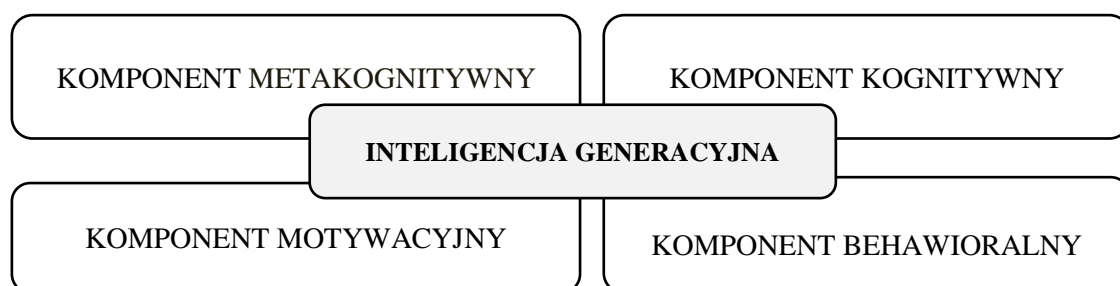 KOMPONENT METAKOGNITYWNY
KOMPONENT KOGNITYWNY
INTELIGENCJA GENERACYJNA
KOMPONENT MOTYWACYJNY
KOMPONENT BEHAWIORALNY